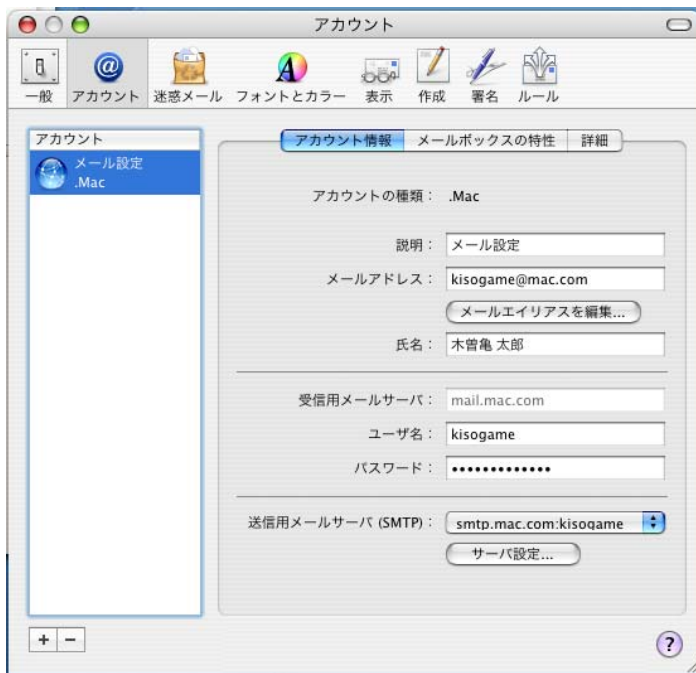 アカウント
一般 アカウント 迷惑メール フォントとカラー 表示 作成 署名 ルール
アカウント
メール設定
.Mac
アカウント情報 メールボックスの特性 詳細
アカウントの種類： .Mac
説明： メール設定
メールアドレス： kisogame@mac.com
メールエイリアスを編集...
氏名： 木曽亀 太郎
受信用メールサーバ： mail.mac.com
ユーザ名： kisogame
パスワード： •••••••••••••
送信用メールサーバ (SMTP)： smtp.mac.com:kisogame
サーバ設定...
+ −
?